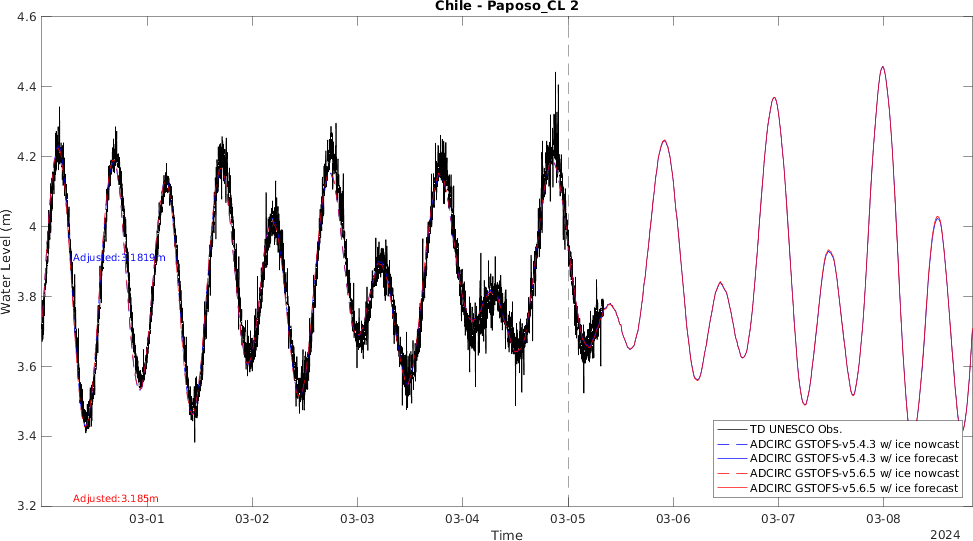 Chile - Paposo_CL 2
4.6
4.4
4.2
4
3.8
3.6
3.4
3.2
Water Level (m)
Adjusted:3.1819m
Adjusted:3.185m
TD UNESCO Obs.
ADCIRC GSTOFS-v5.4.3 w/ ice nowcast
ADCIRC GSTOFS-v5.4.3 w/ ice forecast
ADCIRC GSTOFS-v5.6.5 w/ ice nowcast
ADCIRC GSTOFS-v5.6.5 w/ ice forecast
03-01 03-02 03-03 03-04 03-05 03-06 03-07 03-08
Time
2024